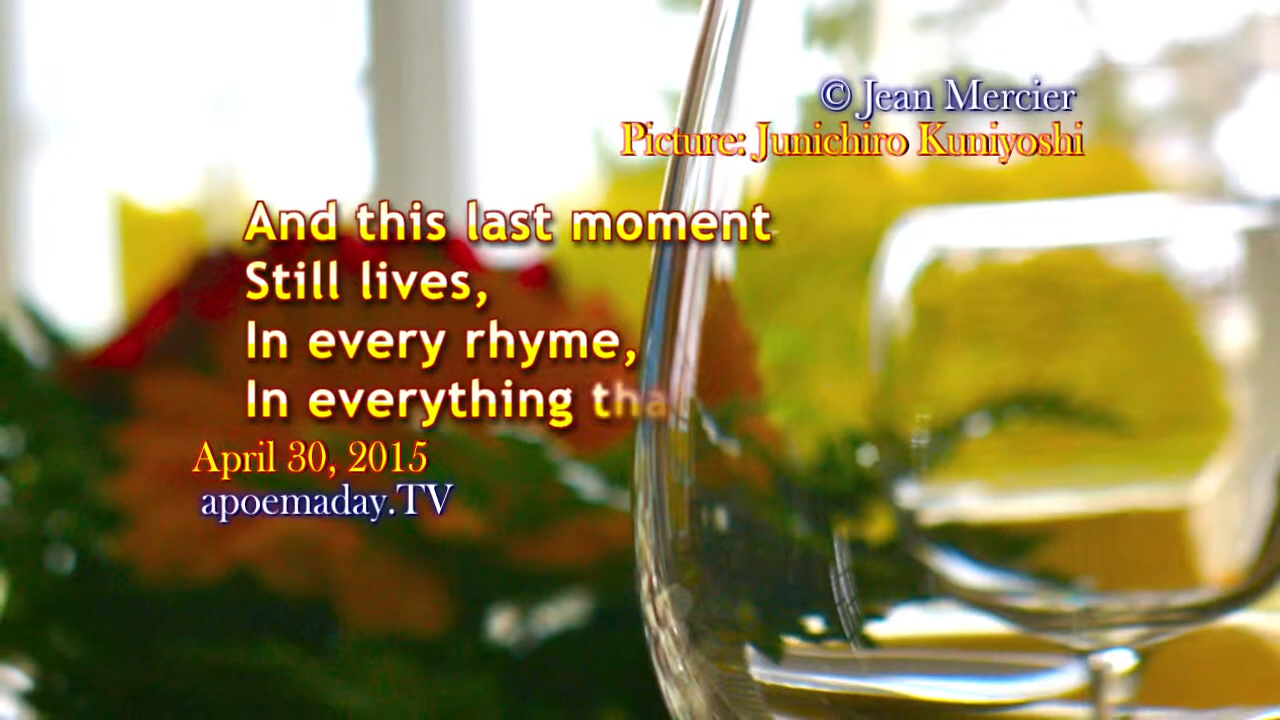 © Jean Mercier
Picture: Junichiro Kuniyoshi
And this last moment
Still lives,
In every rhyme,
In everything tha
April 30, 2015
apoemaday.TV